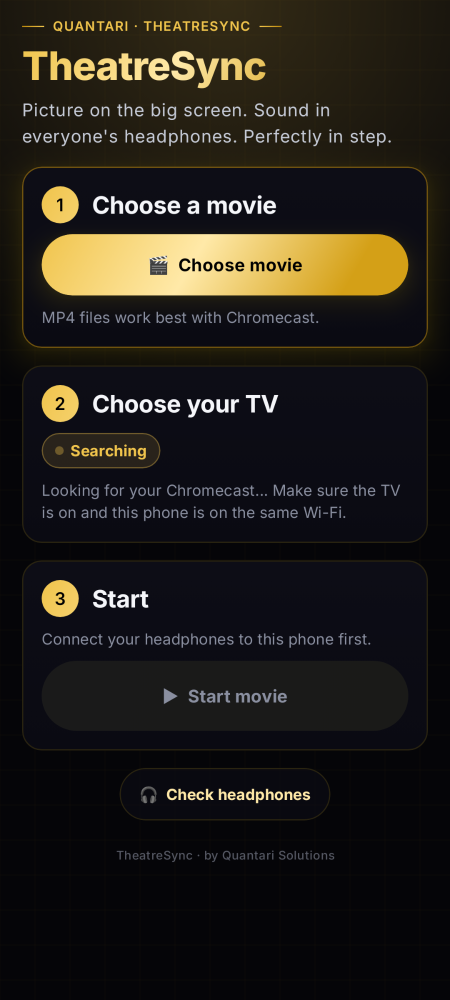 QUANTARI · THEATRESYNC
TheatreSync
Picture on the big screen. Sound in
everyone's headphones. Perfectly in step.
1 Choose a movie
🎬 Choose movie
MP4 files work best with Chromecast.
2 Choose your TV
Searching
Looking for your Chromecast... Make sure the TV
is on and this phone is on the same Wi-Fi.
3 Start
Connect your headphones to this phone first.
▶ Start movie
🎧 Check headphones
TheatreSync · by Quantari Solutions